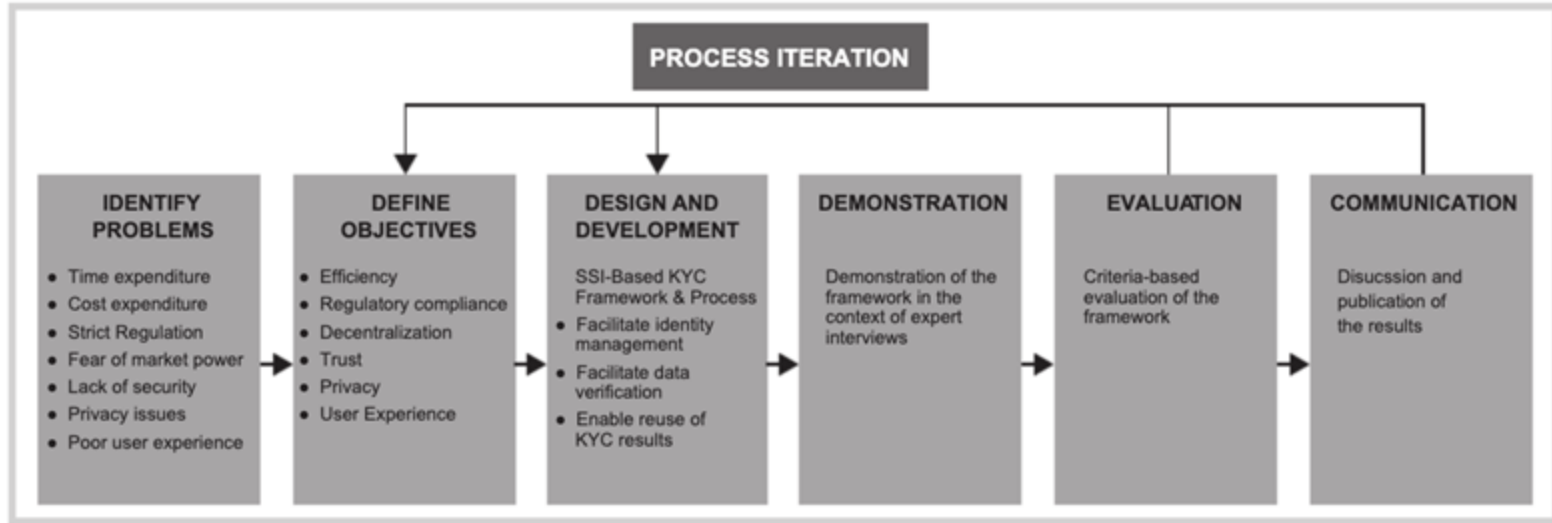 PROCESS ITERATION
IDENTIFY
PROBLEMS
● Time expenditure
● Cost expenditure
● Strict Regulation
● Fear of market power
● Lack of security
● Privacy issues
● Poor user experience
DEFINE
OBJECTIVES
● Efficiency
● Regulatory compliance
● Decentralization
● Trust
● Privacy
● User Experience
DESIGN AND
DEVELOPMENT
SSI-Based KYC
Framework & Process
● Facilitate identity
management
● Facilitate data
verification
● Enable reuse of
KYC results
DEMONSTRATION
Demonstration of the
framework in the
context of expert
interviews
EVALUATION
Criteria-based
evaluation of the
framework
COMMUNICATION
Disucssion and
publication of
the results